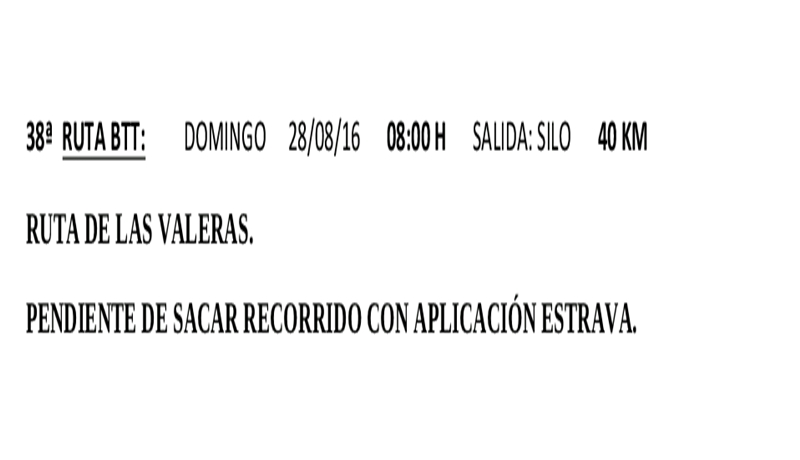 38ª RUTA BTT: DOMINGO 28/08/16 08:00 H SALIDA: SILO 40 KM
RUTA DE LAS VALERAS.
PENDIENTE DE SACAR RECORRIDO CON APLICACIÓN ESTRAVA.